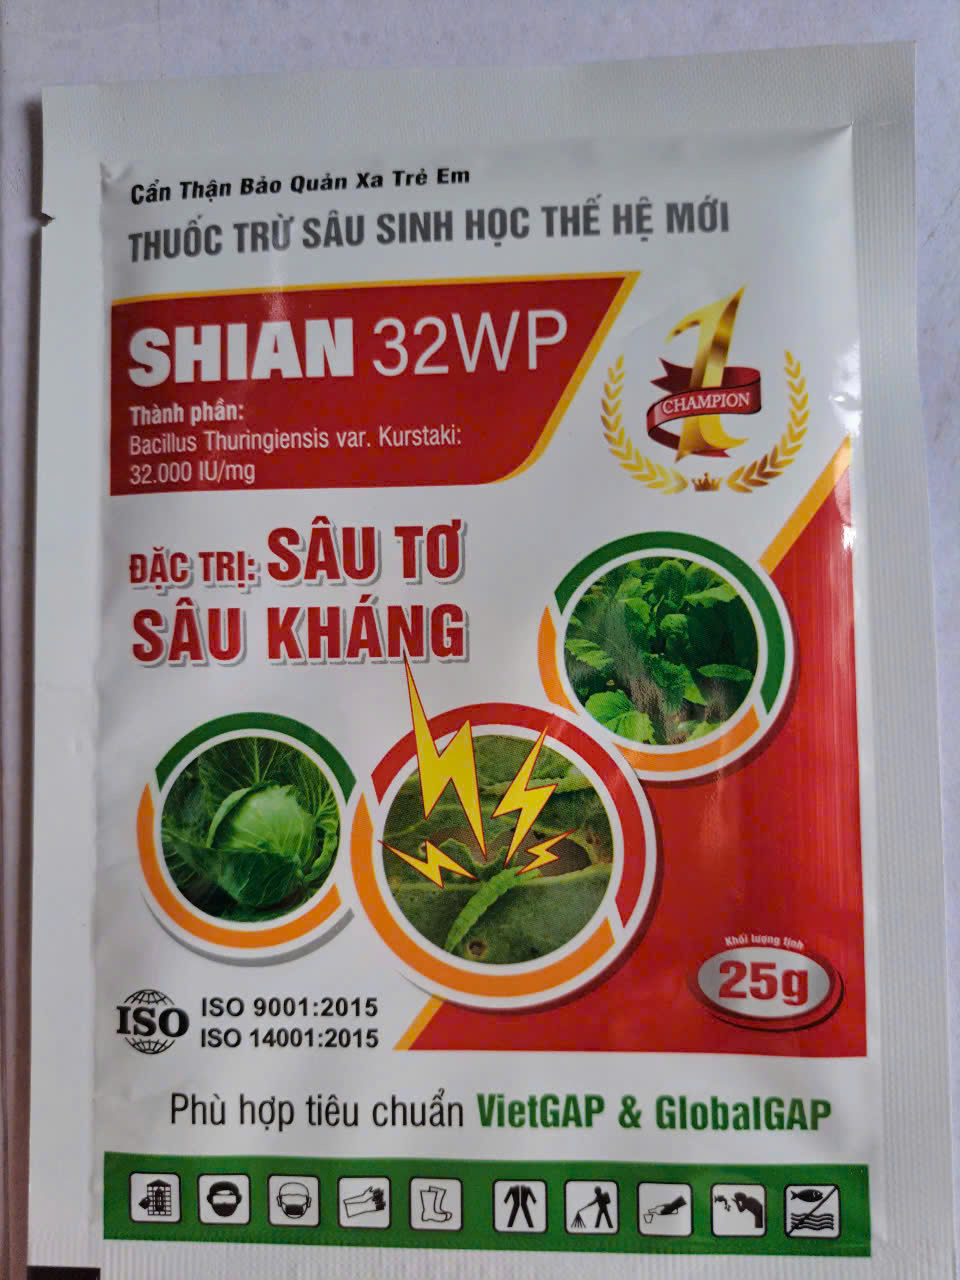 Cẩn Thận Bảo Quản Xa Trẻ Em
THUỐC TRỪ SÂU SINH HỌC THẾ HỆ MỚI
SHIAN 32WP
Thành phần:
Bacillus Thuringiensis var. Kurstaki:
32.000 IU/mg
1
CHAMPION
ĐẶC TRỊ: SÂU TƠ
SÂU KHÁNG
Khối lượng tịnh
25g
ISO
ISO 9001:2015
ISO 14001:2015
Phù hợp tiêu chuẩn VietGAP & GlobalGAP